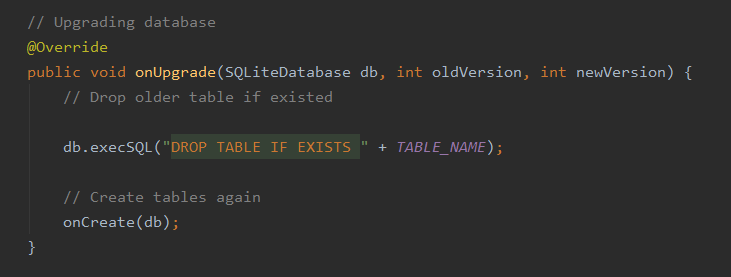 // Upgrading database
@Override
public void onUpgrade(SQLiteDatabase db, int oldVersion, int newVersion) {
// Drop older table if existed
db.execSQL("DROP TABLE IF EXISTS " + TABLE_NAME);
// Create tables again
onCreate(db);
}